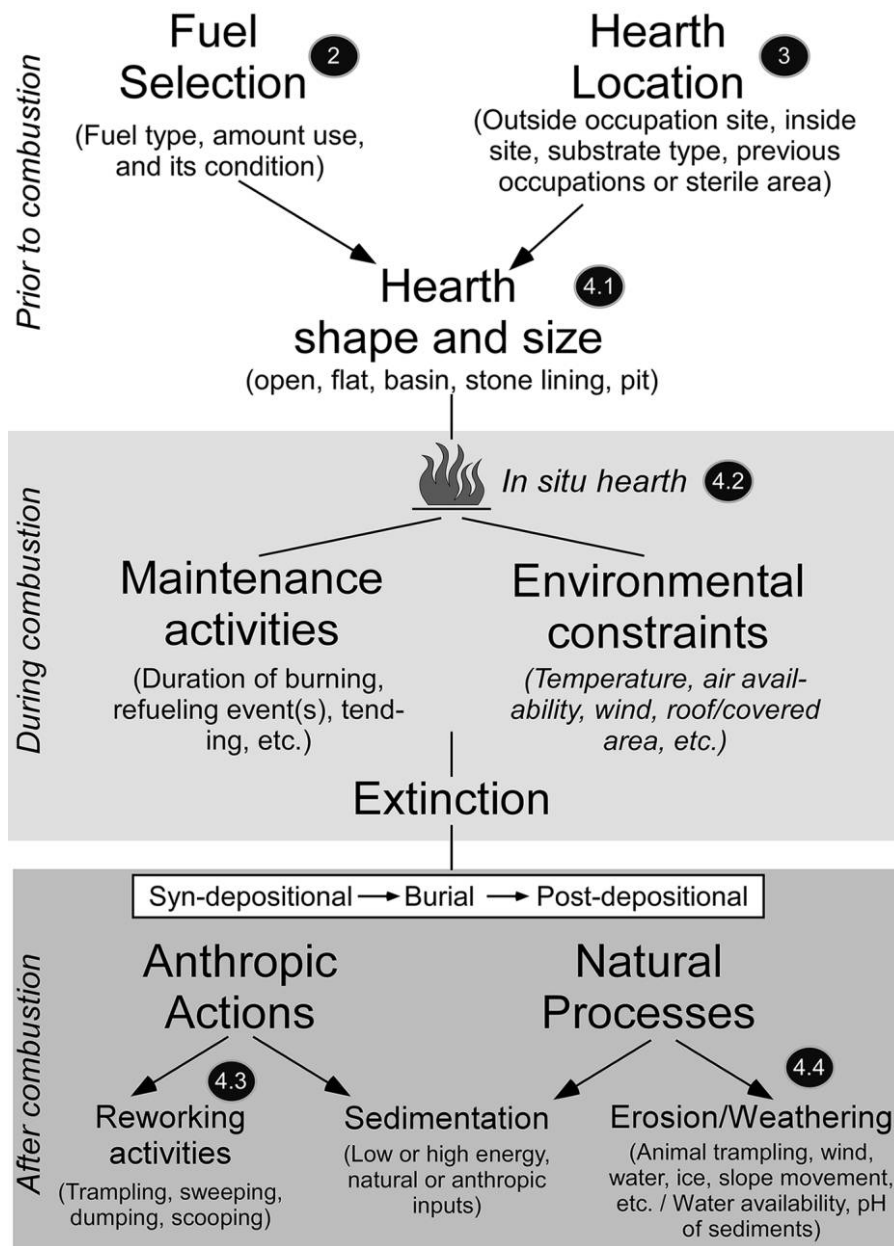 Prior to combustion
Fuel
Selection
2
(Fuel type, amount use,
and its condition)
Hearth
Location
3
(Outside occupation site, inside
site, substrate type, previous
occupations or sterile area)
Hearth
shape and size
4.1
(open, flat, basin, stone lining, pit)
During combustion
In situ hearth
4.2
Maintenance
activities
(Duration of burning,
refueling event(s), tend-
ing, etc.)
Environmental
constraints
(Temperature, air avail-
ability, wind, roof/covered
area, etc.)
Extinction
After combustion
Syn-depositional Burial Post-depositional
Anthropic
Actions
Natural
Processes
4.3
Reworking
activities
(Trampling, sweeping,
dumping, scooping)
Sedimentation
(Low or high energy,
natural or anthropic
inputs)
4.4
Erosion/Weathering
(Animal trampling, wind,
water, ice, slope movement,
etc. / Water availability, pH
of sediments)